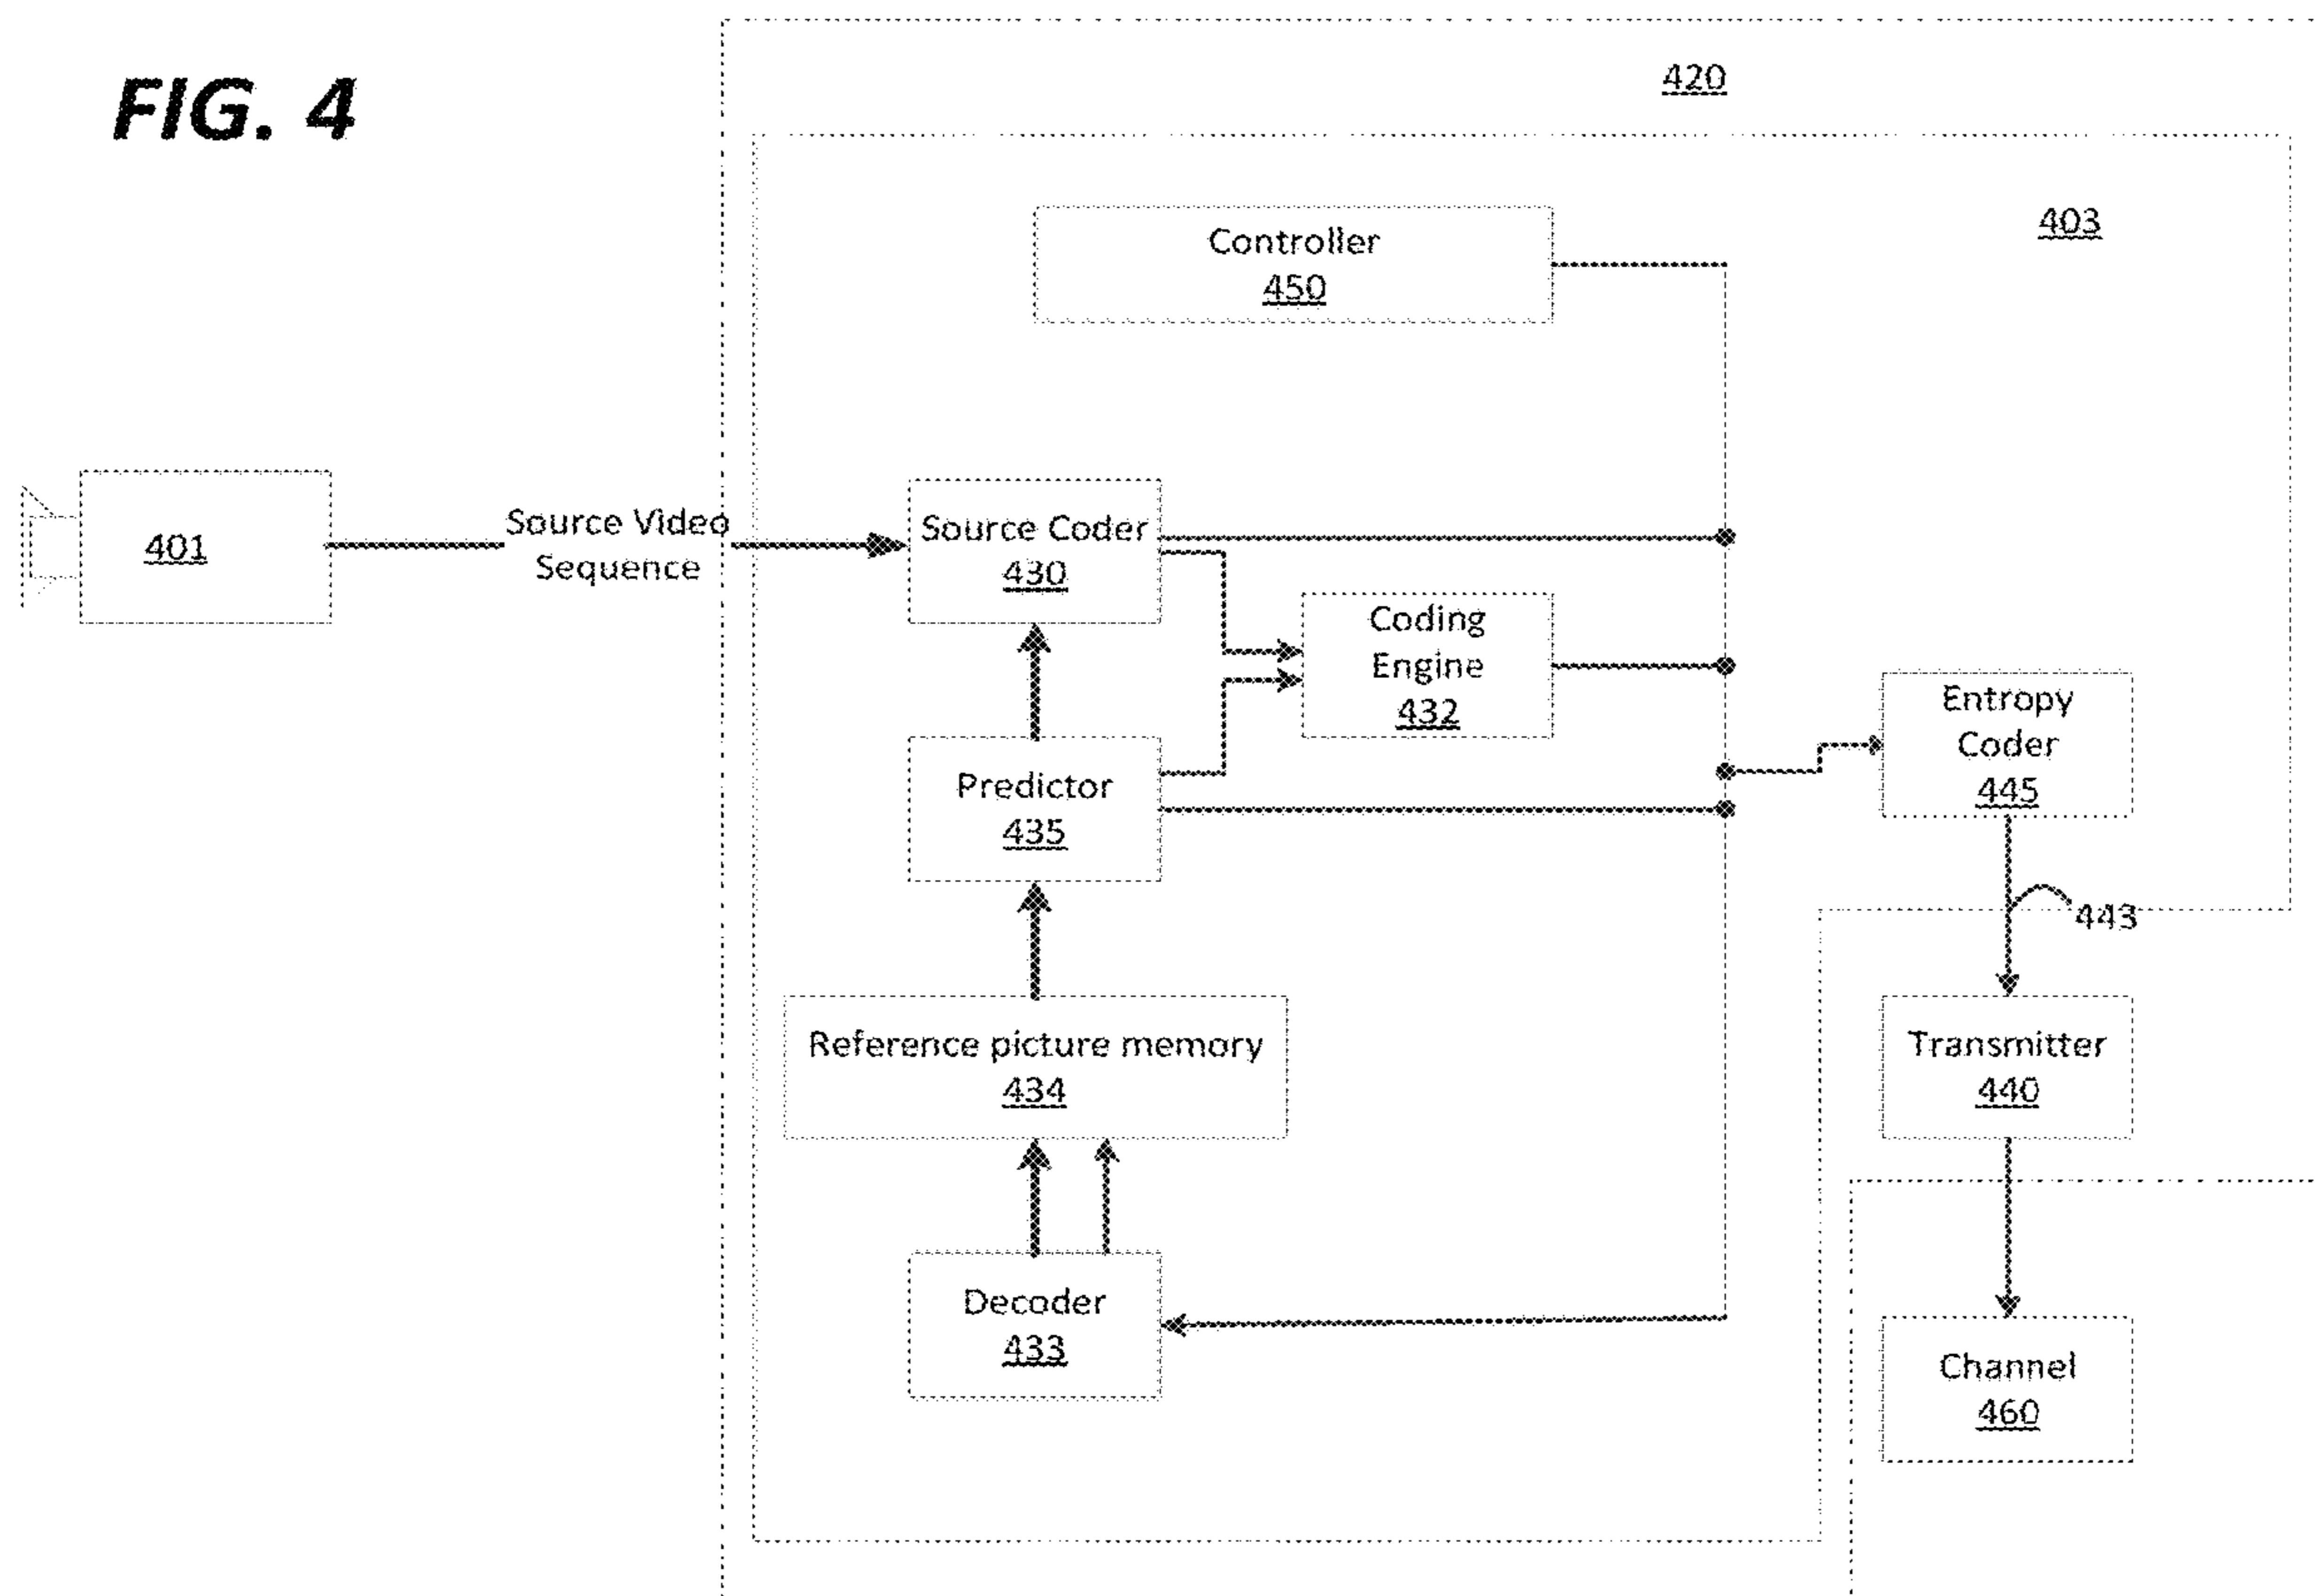 FIG. 4
420
403
Controller
450
401
Source Video
Sequence
Source Coder
430
Coding
Engine
432
Entropy
Coder
445
Predictor
435
443
Reference picture memory
434
Transmitter
440
Decoder
433
Channel
460